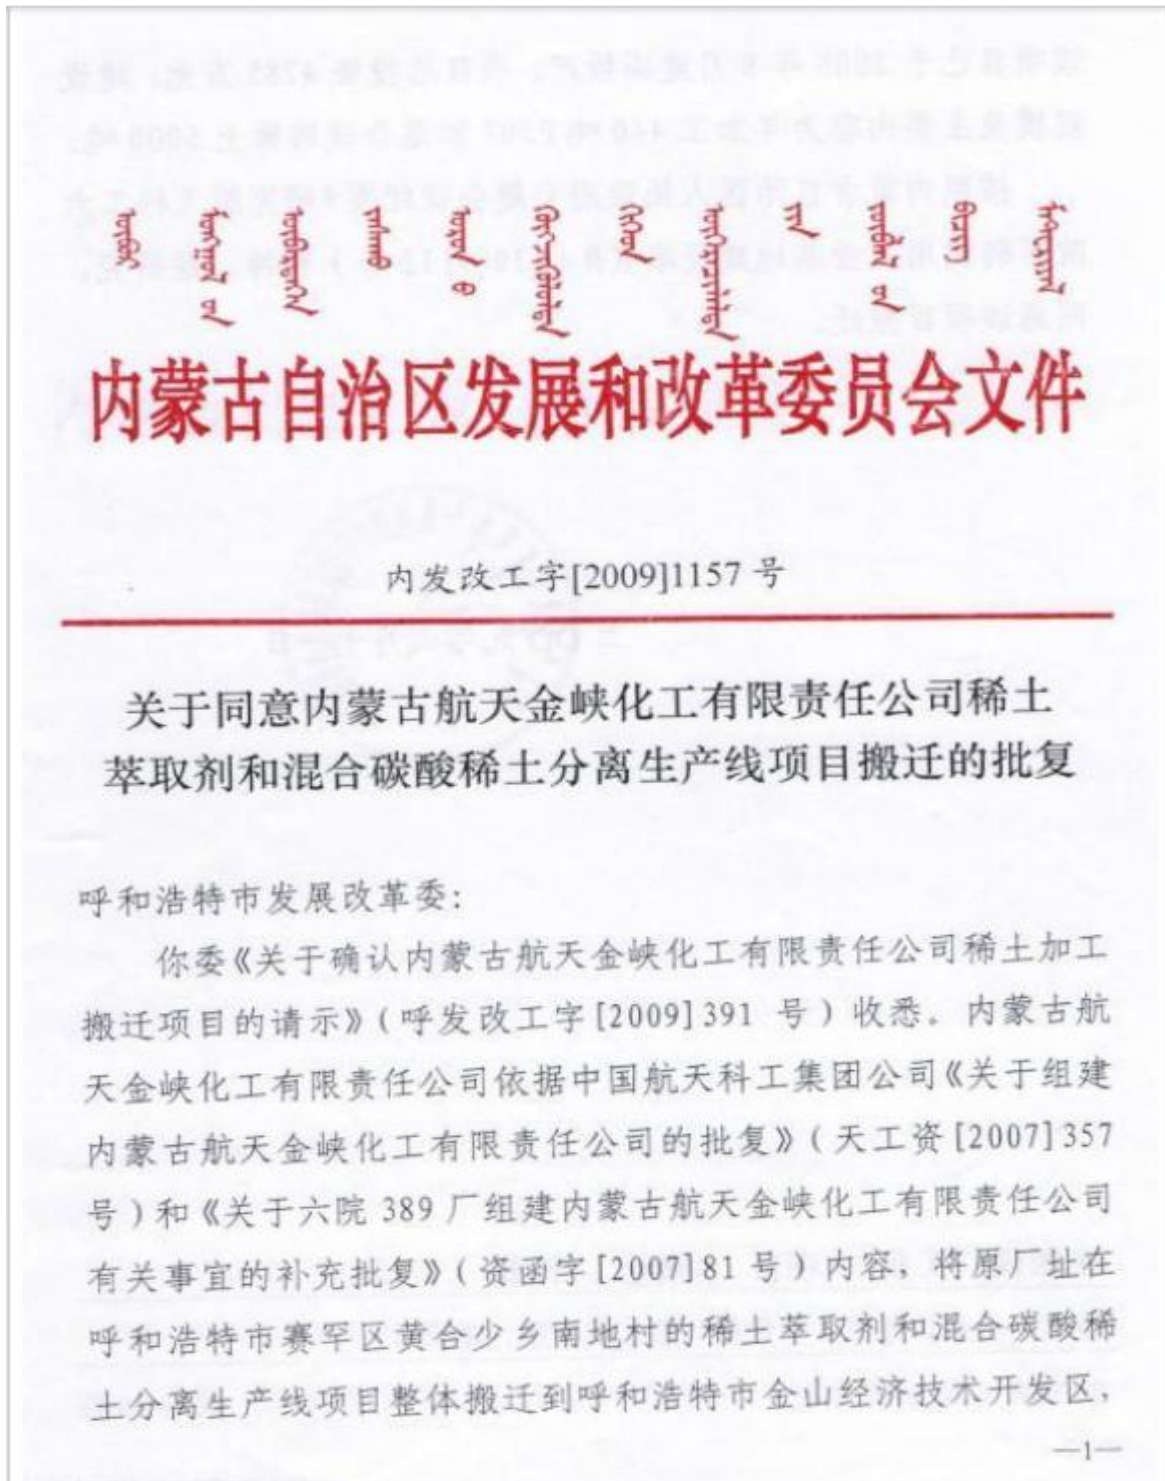 内蒙古自治区发展和改革委员会文件
内发改工字[2009]1157 号
关于同意内蒙古航天金峡化工有限责任公司稀土
萃取剂和混合碳酸稀土分离生产线项目搬迁的批复
呼和浩特市发展改革委：
你委《关于确认内蒙古航天金峡化工有限责任公司稀土加工
搬迁项目的请示》（呼发改工字[2009]391 号）收悉。内蒙古航
天金峡化工有限责任公司依据中国航天科工集团公司《关于组建
内蒙古航天金峡化工有限责任公司的批复》（天工资[2007]357
号）和《关于六院 389 厂组建内蒙古航天金峡化工有限责任公司
有关事宜的补充批复》（资函字[2007]81 号）内容，将原厂址在
呼和浩特市赛罕区黄合少乡南地村的稀土萃取剂和混合碳酸稀
土分离生产线项目整体搬迁到呼和浩特市金山经济技术开发区，
—1—